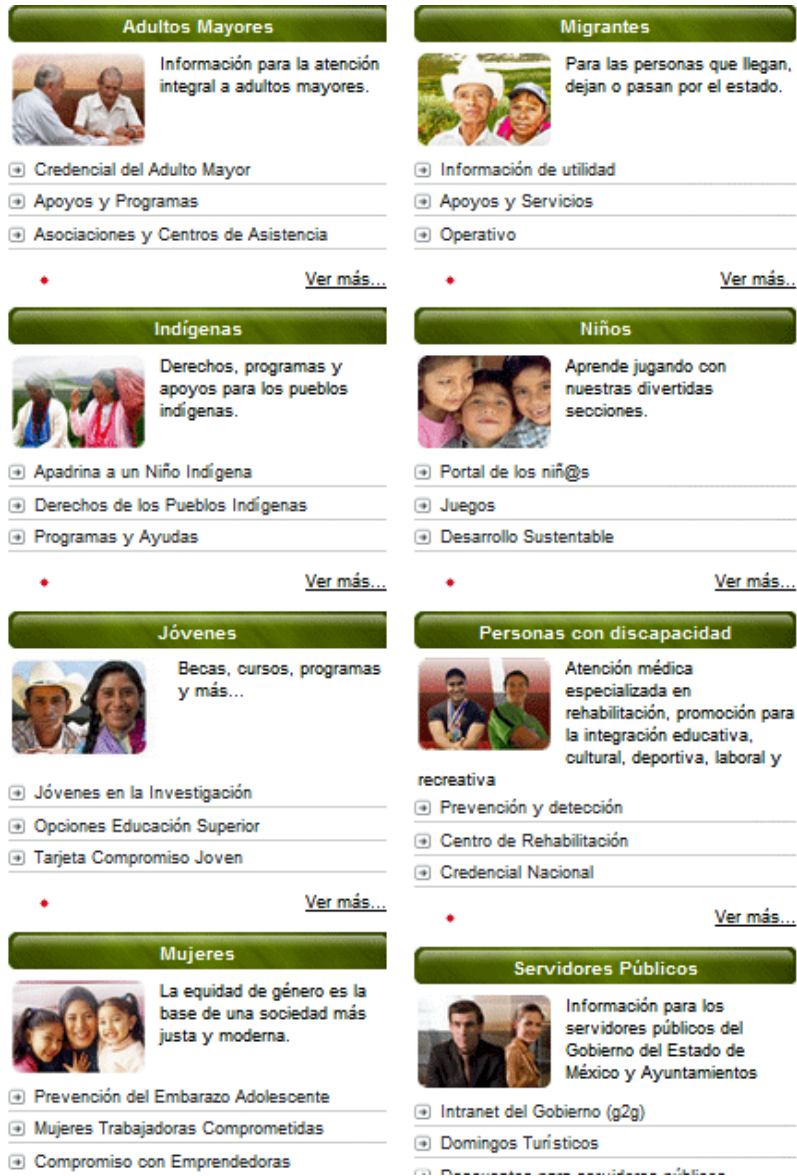 Adultos Mayores
Información para la atención
integral a adultos mayores.
Credencial del Adulto Mayor
Apoyos y Programas
Asociaciones y Centros de Asistencia
Ver más...
Indígenas
Derechos, programas y
apoyos para los pueblos
indígenas.
Apadrina a un Niño Indígena
Derechos de los Pueblos Indígenas
Programas y Ayudas
Ver más...
Jóvenes
Becas, cursos, programas
y más...
Jóvenes en la Investigación
Opciones Educación Superior
Tarjeta Compromiso Joven
Ver más...
Mujeres
La equidad de género es la
base de una sociedad más
justa y moderna.
Prevención del Embarazo Adolescente
Mujeres Trabajadoras Comprometidas
Compromiso con Emprendedoras
Migrantes
Para las personas que llegan,
dejan o pasan por el estado.
Información de utilidad
Apoyos y Servicios
Operativo
Ver más..
Niños
Aprende jugando con
nuestras divertidas
secciones.
Portal de los niñ@s
Juegos
Desarrollo Sustentable
Ver más...
Personas con discapacidad
Atención médica
especializada en
rehabilitación, promoción para
la integración educativa,
cultural, deportiva, laboral y
recreativa
Prevención y detección
Centro de Rehabilitación
Credencial Nacional
Ver más...
Servidores Públicos
Información para los
servidores públicos del
Gobierno del Estado de
México y Ayuntamientos
Intranet del Gobierno (g2g)
Domingos Turísticos
para servidores públicos